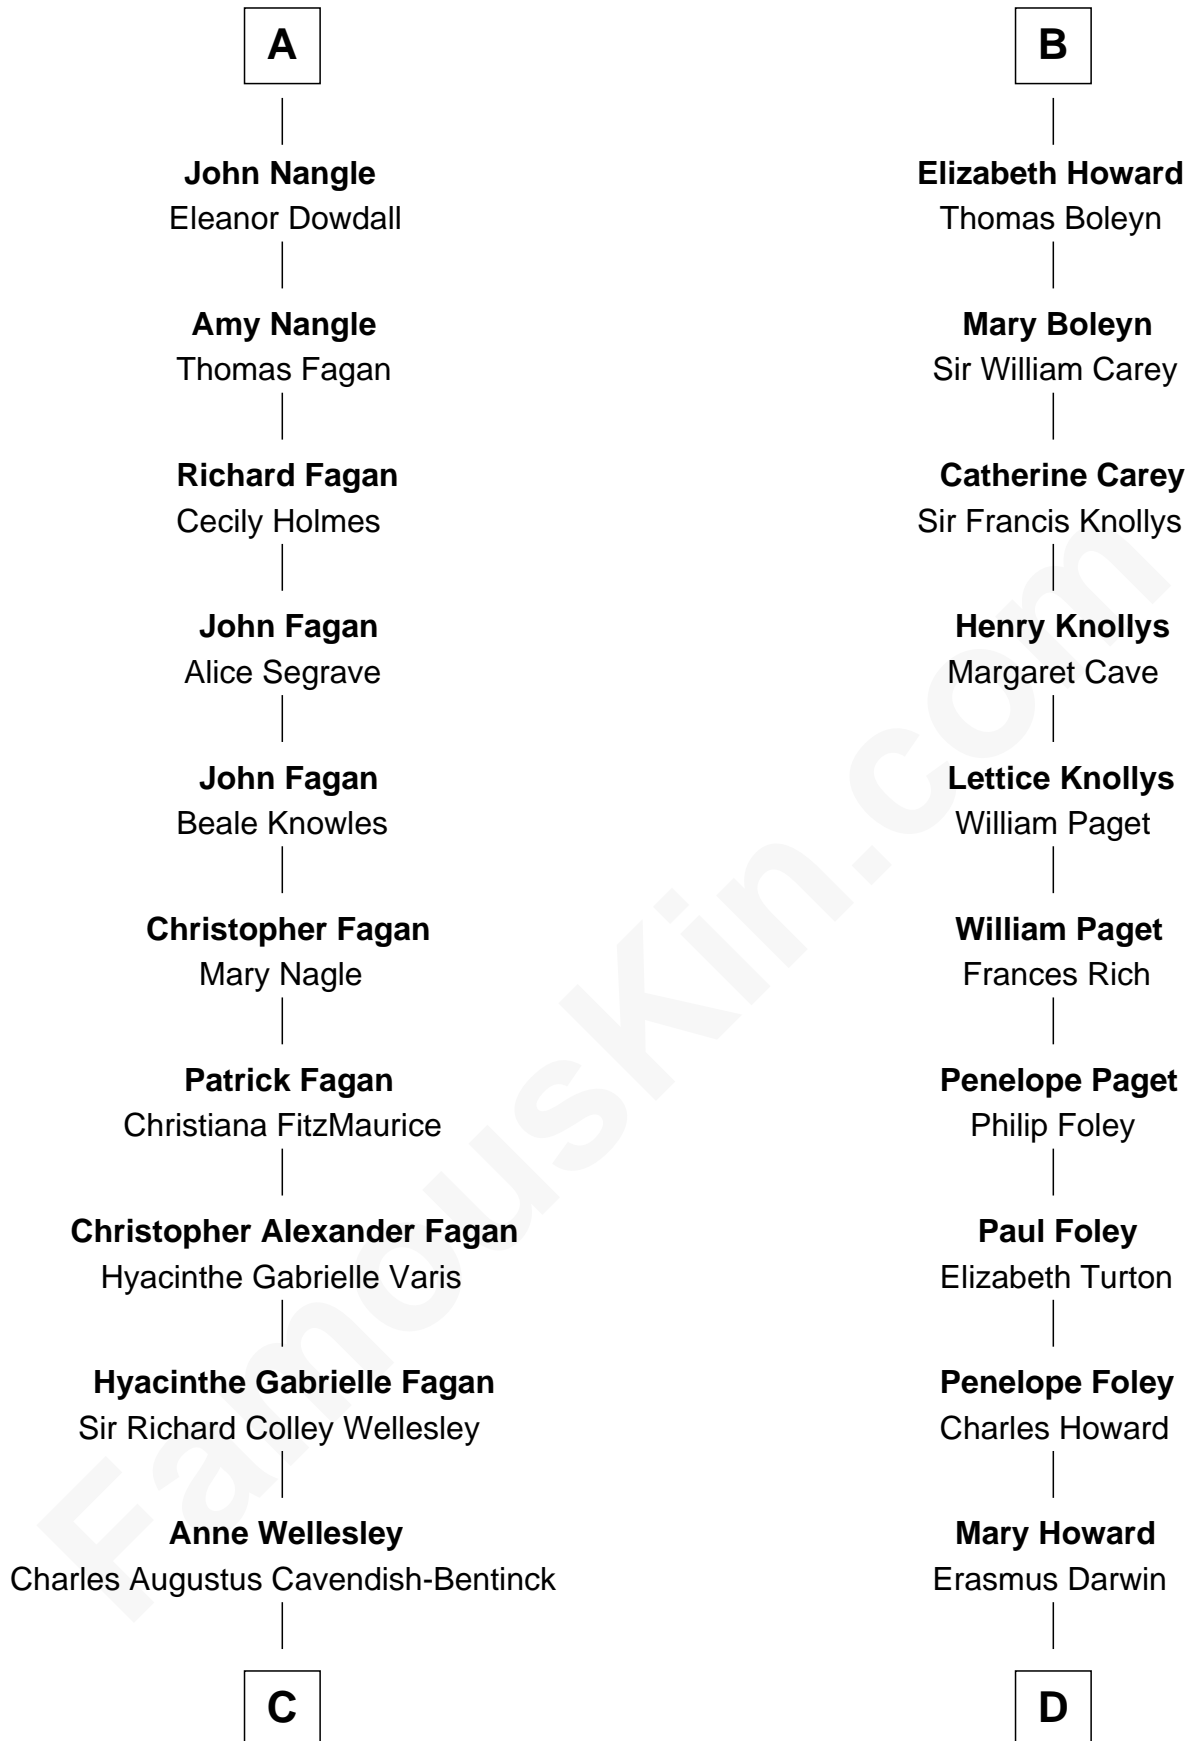 A
John Nangle
Eleanor Dowdall
Amy Nangle
Thomas Fagan
Richard Fagan
Cecily Holmes
John Fagan
Alice Segrave
John Fagan
Beale Knowles
Christopher Fagan
Mary Nagle
Patrick Fagan
Christiana FitzMaurice
Christopher Alexander Fagan
Hyacinthe Gabrielle Varis
Hyacinthe Gabrielle Fagan
Sir Richard Colley Wellesley
Anne Wellesley
Charles Augustus Cavendish-Bentinck
C
B
Elizabeth Howard
Thomas Boleyn
Mary Boleyn
Sir William Carey
Catherine Carey
Sir Francis Knollys
Henry Knollys
Margaret Cave
Lettice Knollys
William Paget
William Paget
Frances Rich
Penelope Paget
Philip Foley
Paul Foley
Elizabeth Turton
Penelope Foley
Charles Howard
Mary Howard
Erasmus Darwin
D
FamousKin.com